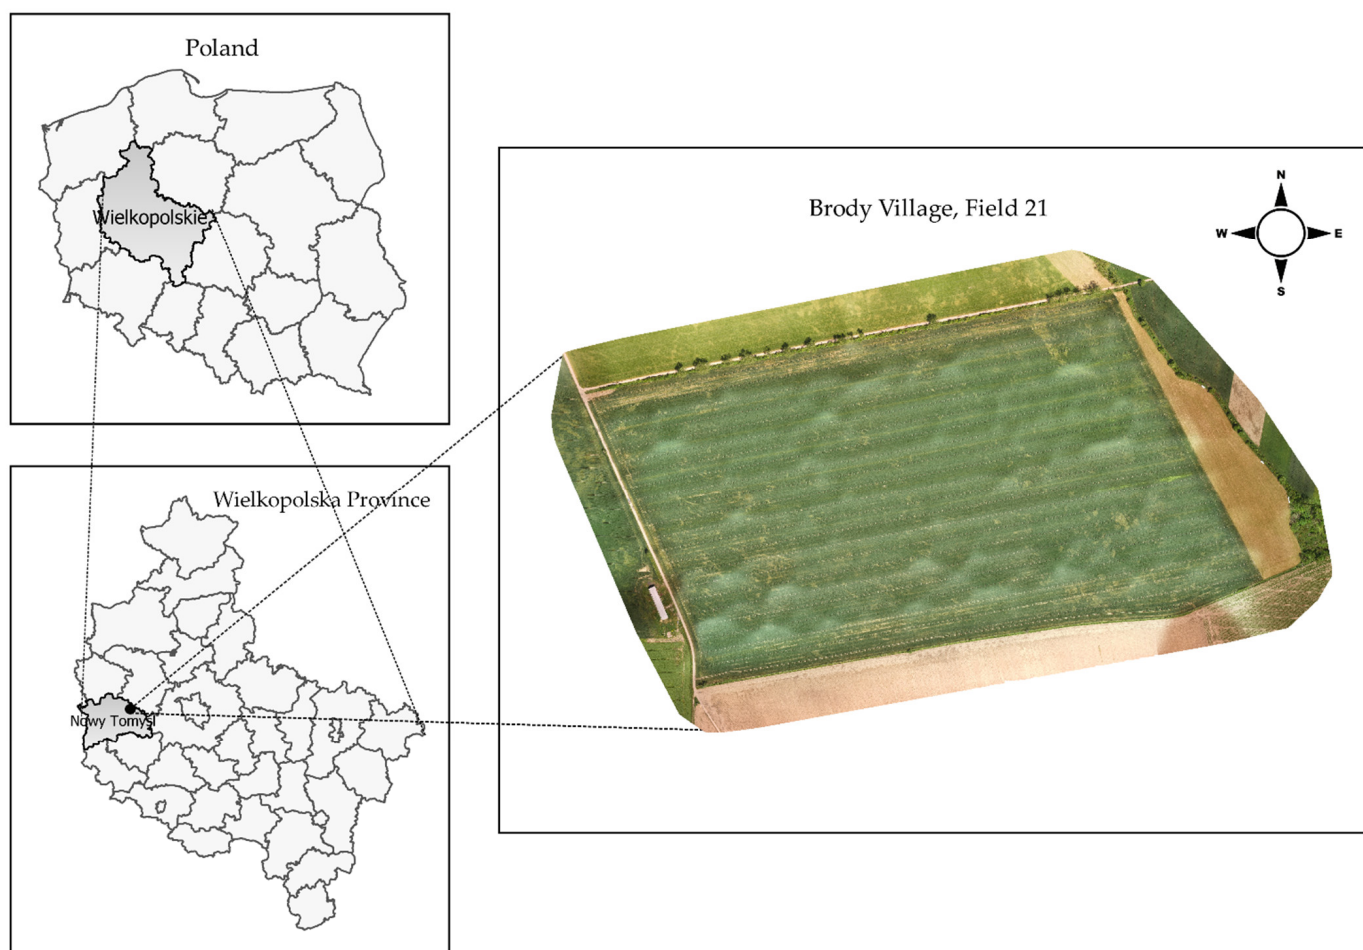 Poland
Wielkopolskie
Wielkopolska Province
Nowy Tomyśl
Brody Village, Field 21
N
W
E
S